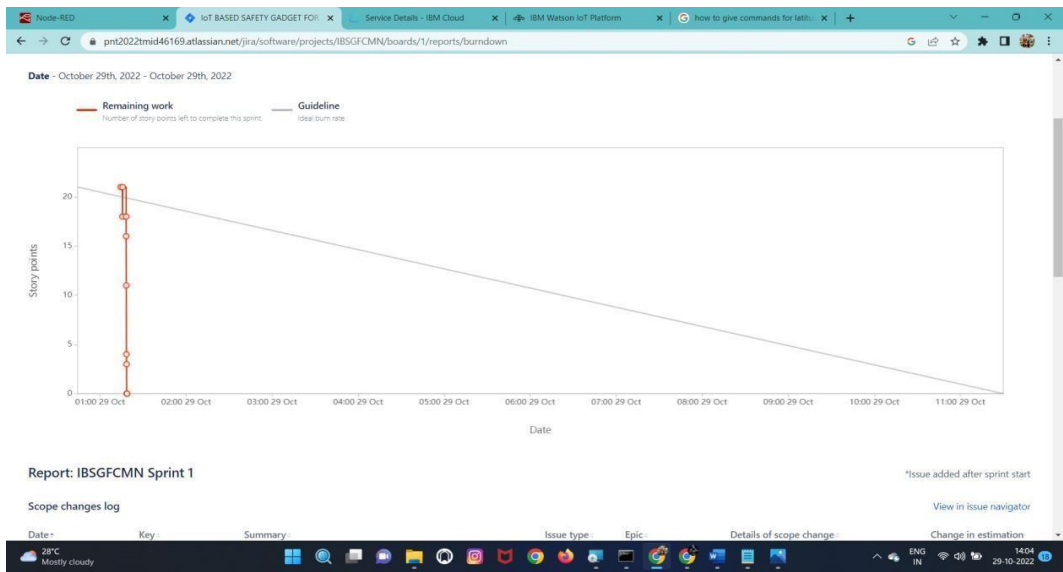 Node-RED
IoT BASED SAFETY GADGET FOR
Service Details - IBM Cloud
IBM Watson IoT Platform
how to give commands for latitu
pnt2022tmid46169.atlassian.net/jira/software/projects/IBSGFCMN/boards/1/reports/burndown
Date - October 29th, 2022 - October 29th, 2022
Remaining work
Number of story points left to complete this sprint.
Guideline
Ideal burn rate.
Story points
20
15
10
5
0
01:00 29 Oct 02:00 29 Oct 03:00 29 Oct 04:00 29 Oct 05:00 29 Oct 06:00 29 Oct 07:00 29 Oct 08:00 29 Oct 09:00 29 Oct 10:00 29 Oct 11:00 29 Oct
Date
Report: IBSGFCMN Sprint 1
*Issue added after sprint start
Scope changes log
View in issue navigator
Date Key Summary Issue type Epic Details of scope change Change in estimation
28°C
Mostly cloudy
ENG
IN
14:04
29-10-2022
18